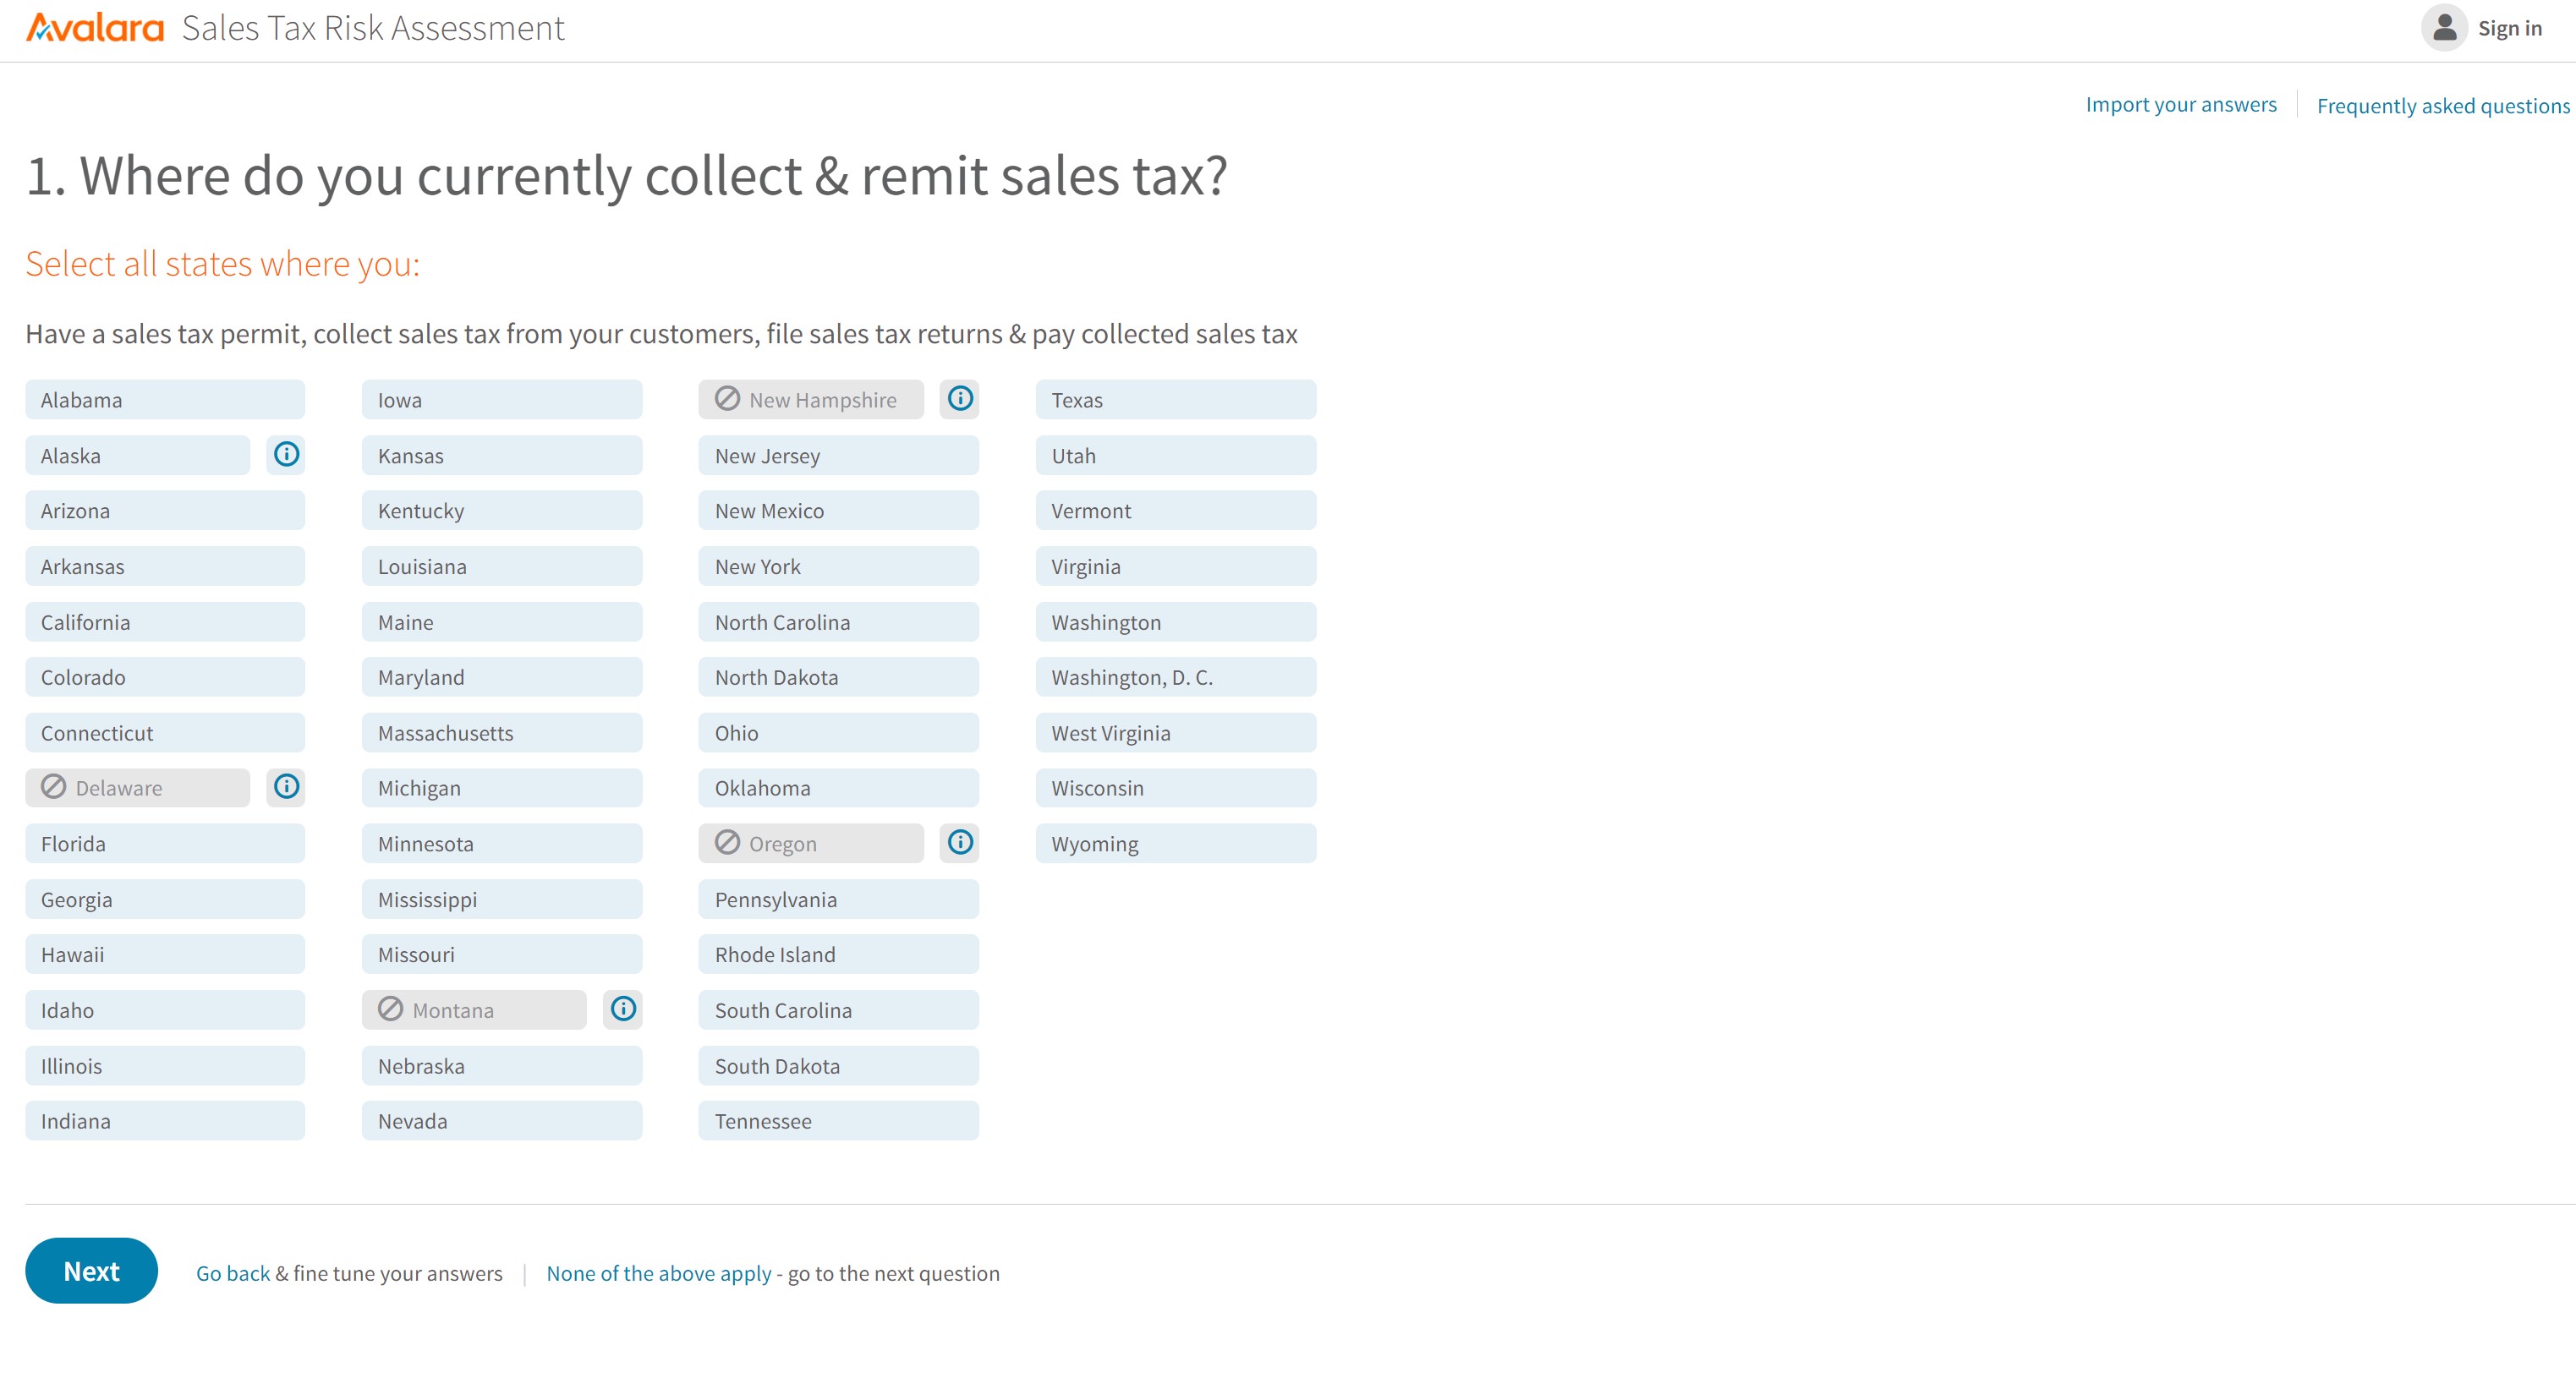 Avalara Sales Tax Risk Assessment
Sign in
Import your answers
Frequently asked questions
1. Where do you currently collect & remit sales tax?
Select all states where you:
Have a sales tax permit, collect sales tax from your customers, file sales tax returns & pay collected sales tax
Alabama
Alaska
Arizona
Arkansas
California
Colorado
Connecticut
Delaware
Florida
Georgia
Hawaii
Idaho
Illinois
Indiana
Iowa
Kansas
Kentucky
Louisiana
Maine
Maryland
Massachusetts
Michigan
Minnesota
Mississippi
Missouri
Montana
Nebraska
Nevada
New Hampshire
New Jersey
New Mexico
New York
North Carolina
North Dakota
Ohio
Oklahoma
Oregon
Pennsylvania
Rhode Island
South Carolina
South Dakota
Tennessee
Texas
Utah
Vermont
Virginia
Washington
Washington, D. C.
West Virginia
Wisconsin
Wyoming
Next
Go back & fine tune your answers
None of the above apply - go to the next question